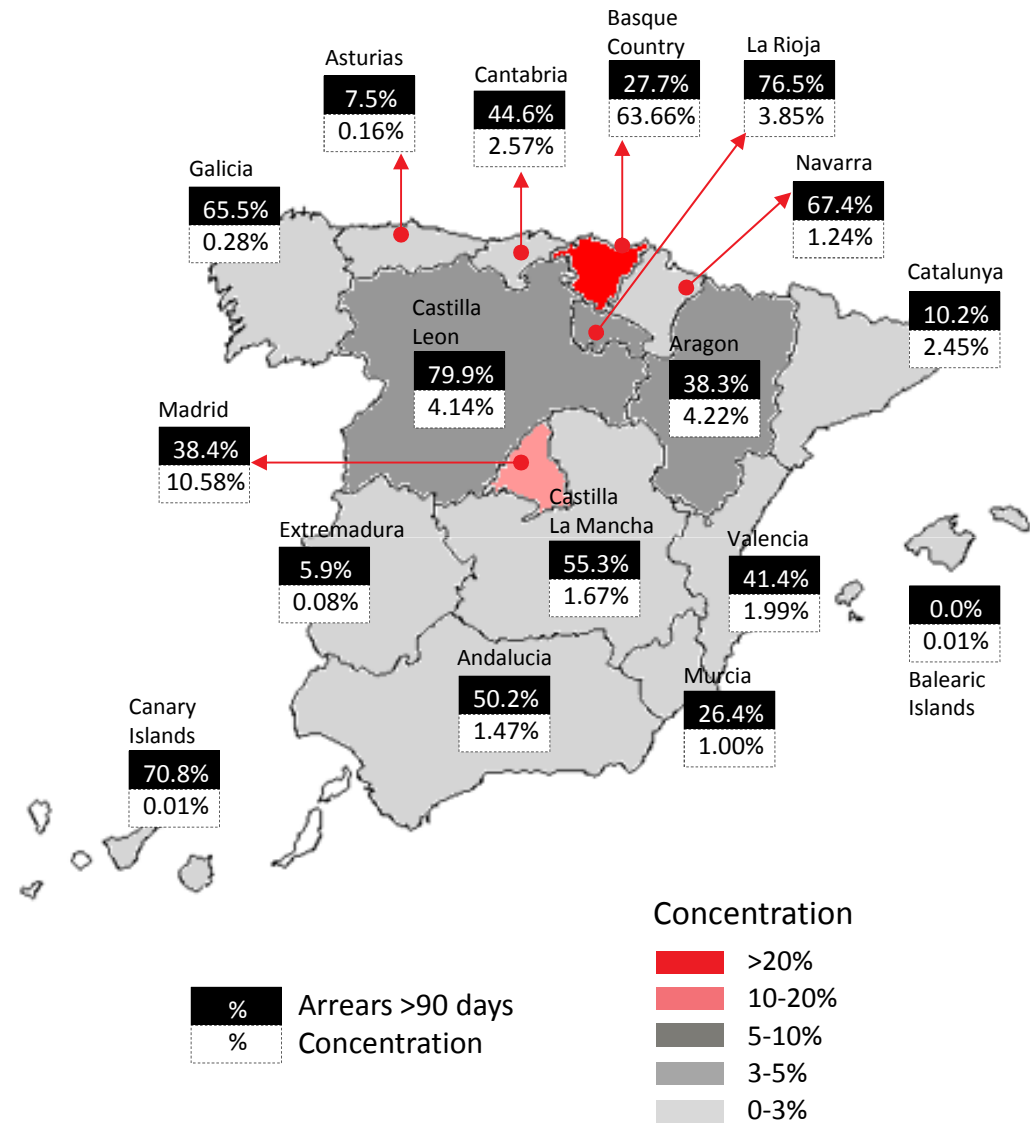 Basque
Country
27.7%
63.66%
La Rioja
76.5%
3.85%
Asturias
7.5%
0.16%
Cantabria
44.6%
2.57%
Galicia
65.5%
0.28%
Navarra
67.4%
1.24%
Catalunya
10.2%
2.45%
Castilla
Leon
79.9%
4.14%
Aragon
38.3%
4.22%
Madrid
38.4%
10.58%
Castilla
La Mancha
55.3%
1.67%
Extremadura
5.9%
0.08%
Valencia
41.4%
1.99%
0.0%
0.01%
Balearic
Islands
Andalucia
50.2%
1.47%
Murcia
26.4%
1.00%
Canary
Islands
70.8%
0.01%
Concentration
>20%
10-20%
5-10%
3-5%
0-3%
% Arrears >90 days
% Concentration